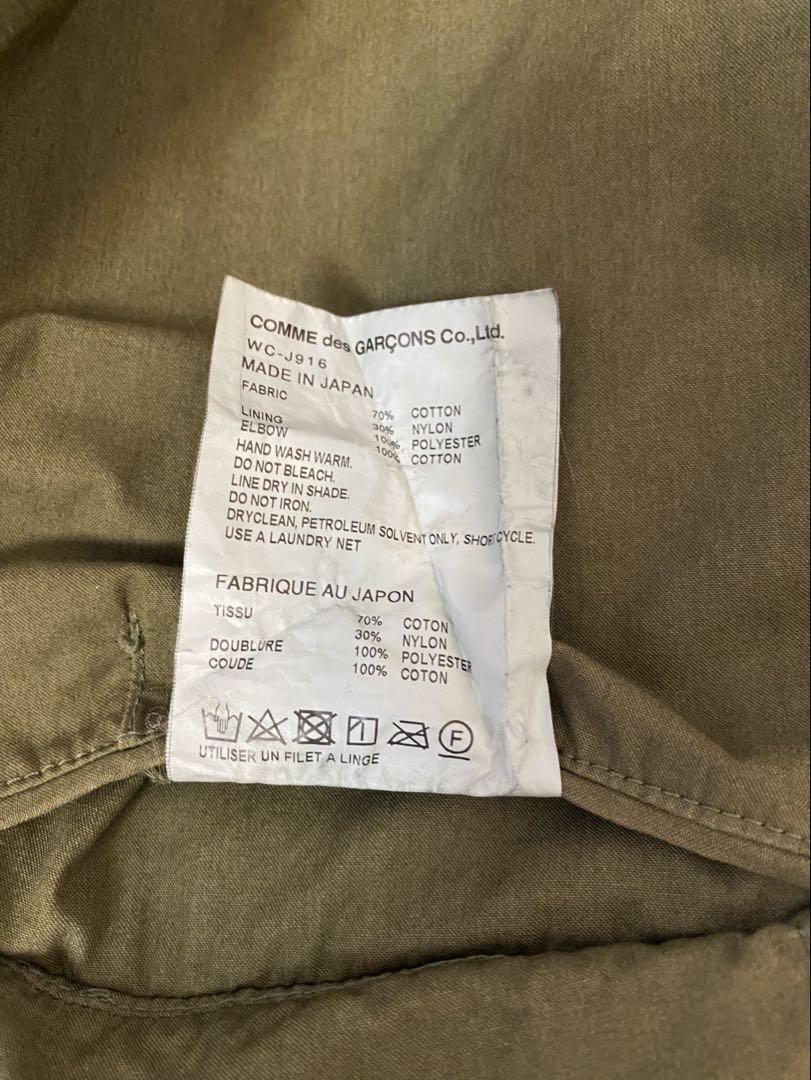 COMME des GARÇONS Co.,Ltd.
WC-J916
MADE IN JAPAN
FABRIC 70% COTTON
30% NYLON
LINING 100% POLYESTER
ELBOW 100% COTTON
HAND WASH WARM.
DO NOT BLEACH.
LINE DRY IN SHADE.
DO NOT IRON.
DRYCLEAN, PETROLEUM SOLVENT ONLY, SHORT CYCLE.
USE A LAUNDRY NET
FABRIQUE AU JAPON
TISSU 70% COTON
30% NYLON
DOUBLURE 100% POLYESTER
COUDE 100% COTON
F
UTILISER UN FILET A LINGE